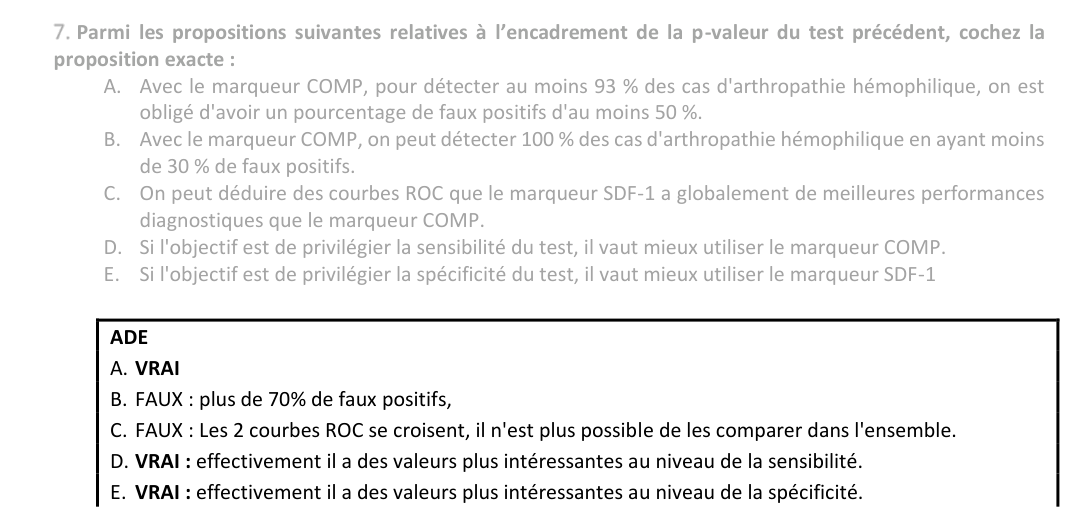 7. Parmi les propositions suivantes relatives à l’encadrement de la p-valeur du test précédent, cochez la
proposition exacte :
A. Avec le marqueur COMP, pour détecter au moins 93 % des cas d'arthropathie hémophilique, on est
obligé d'avoir un pourcentage de faux positifs d'au moins 50 %.
B. Avec le marqueur COMP, on peut détecter 100 % des cas d'arthropathie hémophilique en ayant moins
de 30 % de faux positifs.
C. On peut déduire des courbes ROC que le marqueur SDF-1 a globalement de meilleures performances
diagnostiques que le marqueur COMP.
D. Si l'objectif est de privilégier la sensibilité du test, il vaut mieux utiliser le marqueur COMP.
E. Si l'objectif est de privilégier la spécificité du test, il vaut mieux utiliser le marqueur SDF-1
ADE
A. VRAI
B. FAUX : plus de 70% de faux positifs,
C. FAUX : Les 2 courbes ROC se croisent, il n'est plus possible de les comparer dans l'ensemble.
D. VRAI : effectivement il a des valeurs plus intéressantes au niveau de la sensibilité.
E. VRAI : effectivement il a des valeurs plus intéressantes au niveau de la spécificité.